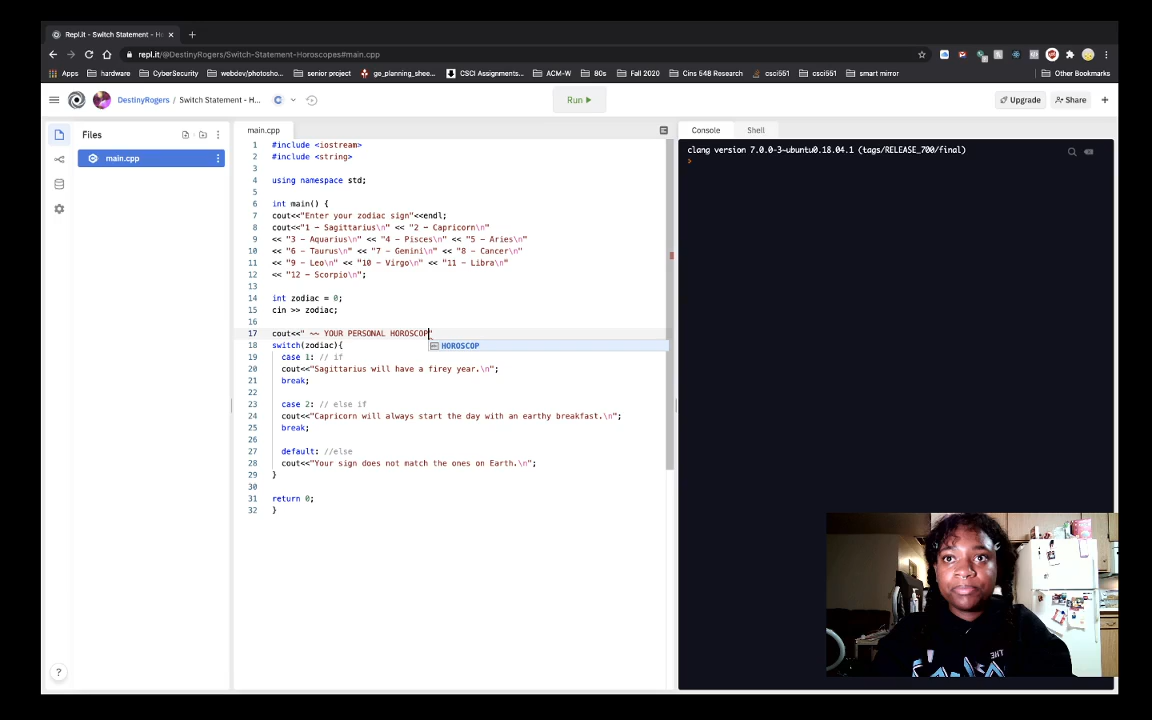 Repl.it - Switch Statement - H
repl.it/@DestinyRogers/Switch-Statement-Horoscopes#main.cpp
Apps hardware CyberSecurity webdev/photosho... senior project ge_planning_shee... CSCI Assignments... ACM-W 80s Fall 2020 Cins 548 Research csci551 csci551 smart mirror Other Bookmarks
DestinyRogers / Switch Statement - H... Run Upgrade Share
Files
main.cpp
main.cpp
1 #include <iostream>
2 #include <string>
3
4 using namespace std;
5
6 int main() {
7 cout<<"Enter your zodiac sign"<<endl;
8 cout<<"1 - Sagittarius\n" << "2 - Capricorn\n"
9 << "3 - Aquarius\n" << "4 - Pisces\n" << "5 - Aries\n"
10 << "6 - Taurus\n" << "7 - Gemini\n" << "8 - Cancer\n"
11 << "9 - Leo\n" << "10 - Virgo\n" << "11 - Libra\n"
12 << "12 - Scorpio\n";
13
14 int zodiac = 0;
15 cin >> zodiac;
16
17 cout<<" ~~ YOUR PERSONAL HOROSCOP"
HOROSCOP
18 switch(zodiac){
19 case 1: // if
20 cout<<"Sagittarius will have a firey year.\n";
21 break;
22
23 case 2: // else if
24 cout<<"Capricorn will always start the day with an earthy breakfast.\n";
25 break;
26
27 default: //else
28 cout<<"Your sign does not match the ones on Earth.\n";
29 }
30
31 return 0;
32 }
Console Shell
clang version 7.0.0-3~ubuntu0.18.04.1 (tags/RELEASE_700/final)
>
?
THE